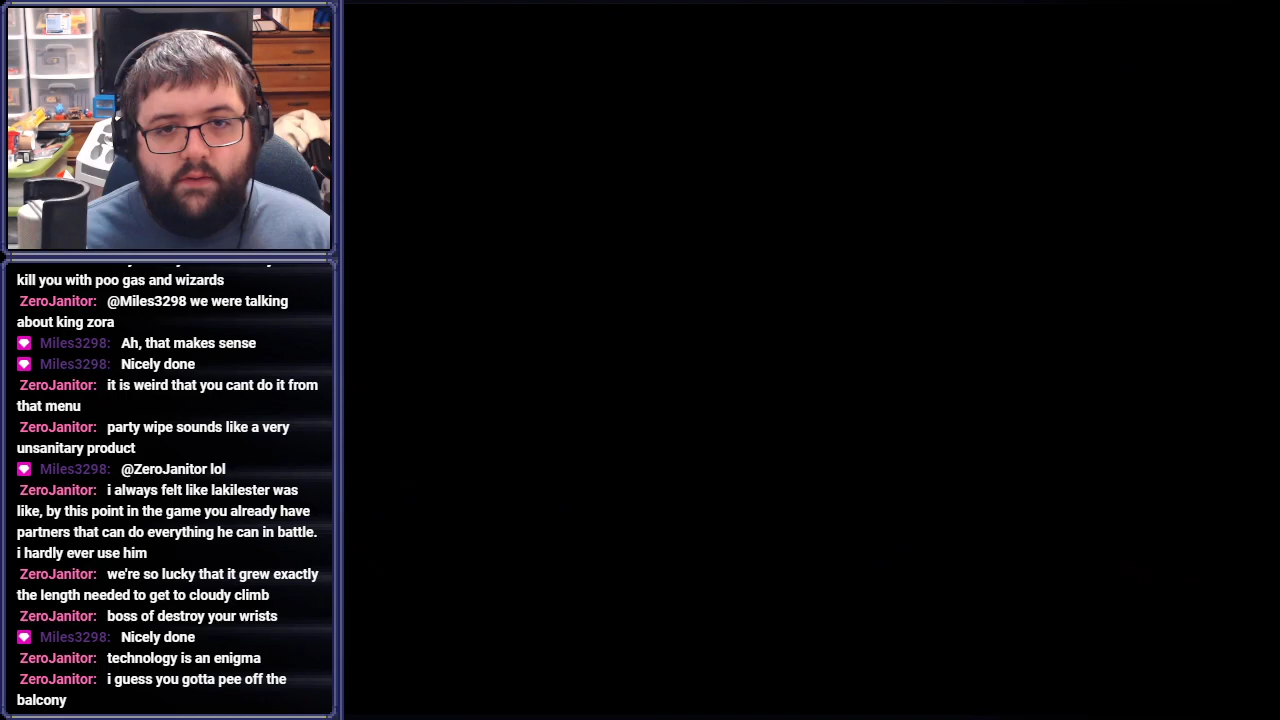 kill you with poo gas and wizards
ZeroJanitor: @Miles3298 we were talking
about king zora
Miles3298: Ah, that makes sense
Miles3298: Nicely done
ZeroJanitor: it is weird that you cant do it from
that menu
ZeroJanitor: party wipe sounds like a very
unsanitary product
Miles3298: @ZeroJanitor lol
ZeroJanitor: i always felt like lakilester was
like, by this point in the game you already have
partners that can do everything he can in battle.
i hardly ever use him
ZeroJanitor: we're so lucky that it grew exactly
the length needed to get to cloudy climb
ZeroJanitor: boss of destroy your wrists
Miles3298: Nicely done
ZeroJanitor: technology is an enigma
ZeroJanitor: i guess you gotta pee off the
balcony